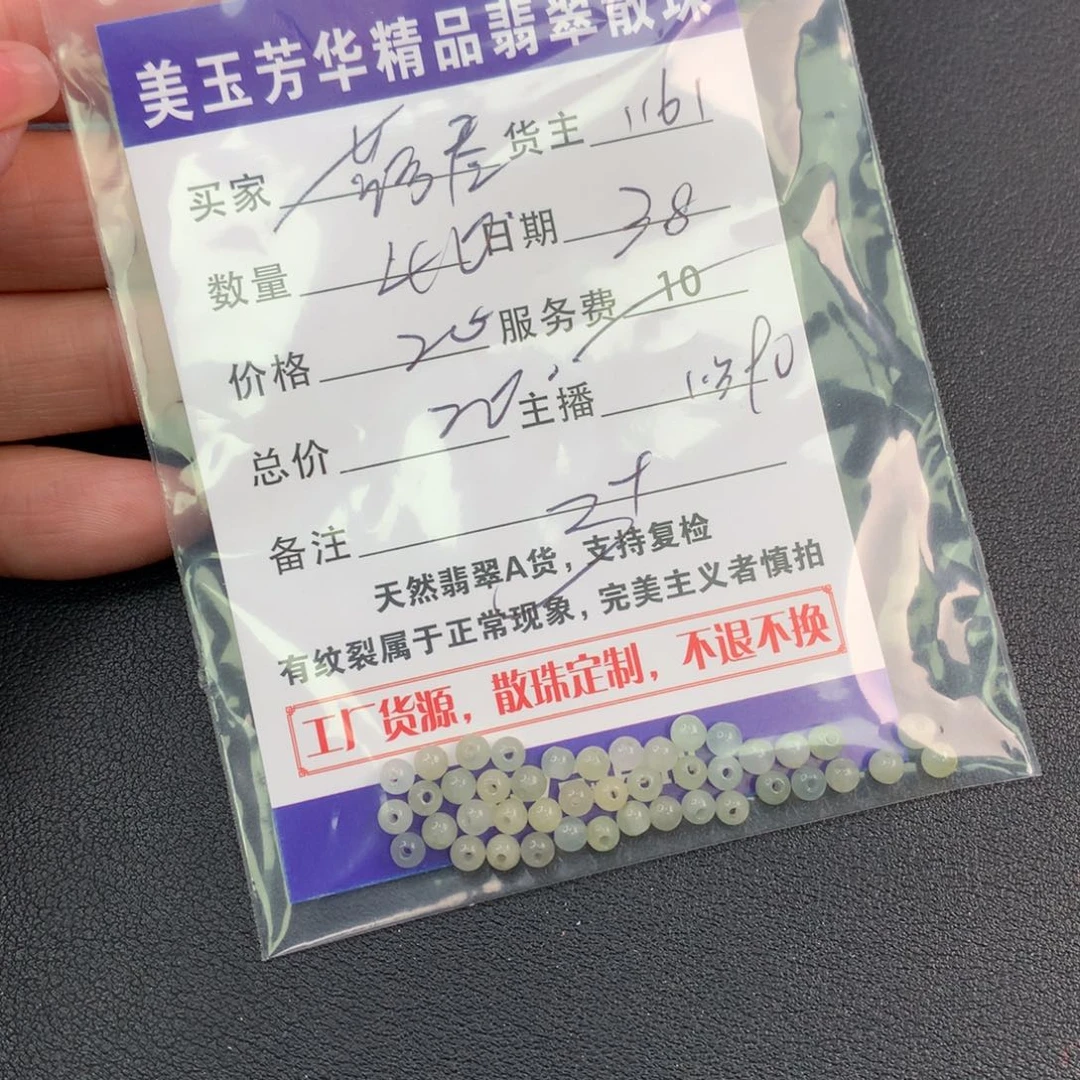 美玉芳华精品翡翠散珠
买家 货主 1161
数量 日期 38
价格 20 服务费 10
总价 20 主播
备注
天然翡翠A货，支持复检
有纹裂属于正常现象，完美主义者慎拍
工厂货源，散珠定制，不退不换